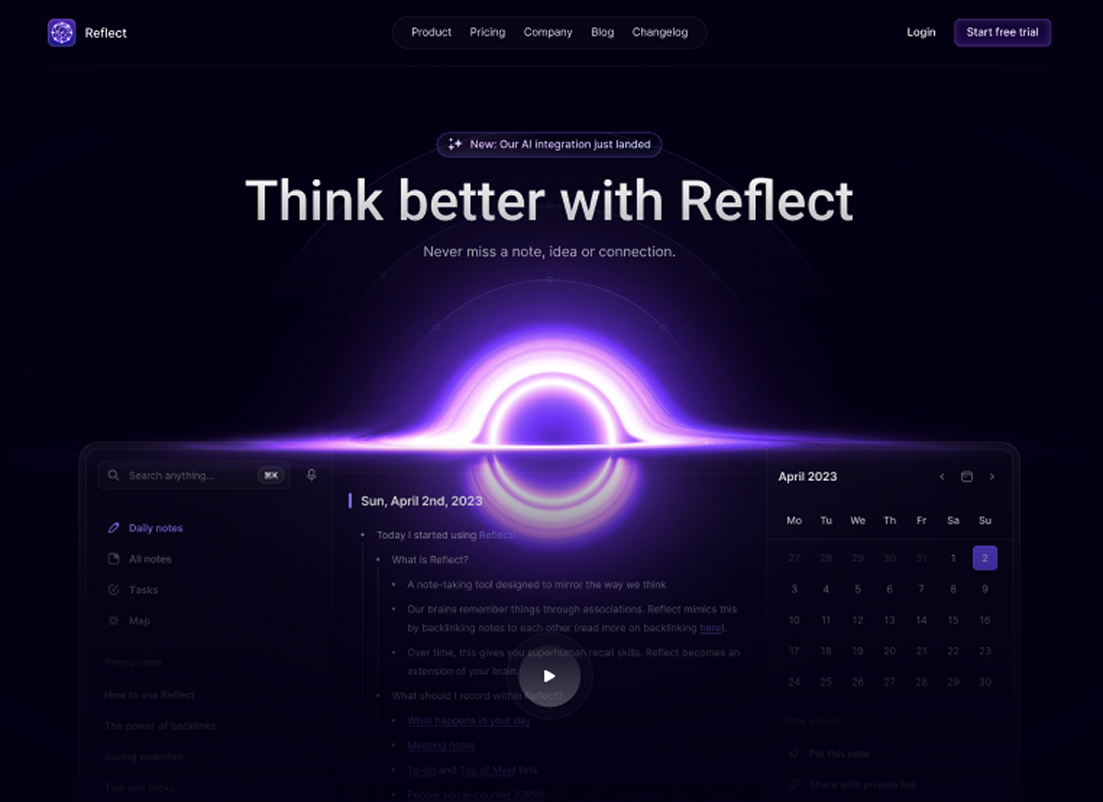 Reflect
Product Pricing Company Blog Changelog
Login Start free trial
New: Our AI integration just landed
Think better with Reflect
Never miss a note, idea or connection.
Search anything... ⌘K
Daily notes
All notes
Tasks
Map
Pinned notes
How to use Reflect
The power of backlinks
Saving websites
Tips and tricks
Sun, April 2nd, 2023
Today I started using Reflect!
What is Reflect?
A note-taking tool designed to mirror the way we think
Our brains remember things through associations. Reflect mimics this
by backlinking notes to each other (read more on backlinking here).
Over time, this gives you superhuman recall skills. Reflect becomes an
extension of your brain.
What should I record within Reflect?
What happens in your day
Meeting notes
To-do and Top of Mind lists
People you encounter (CRM)
April 2023
Mo Tu We Th Fr Sa Su
27 28 29 30 31 1 2
3 4 5 6 7 8 9
10 11 12 13 14 15 16
17 18 19 20 21 22 23
24 25 26 27 28 29 30
Note actions
Pin this note
Share with private link